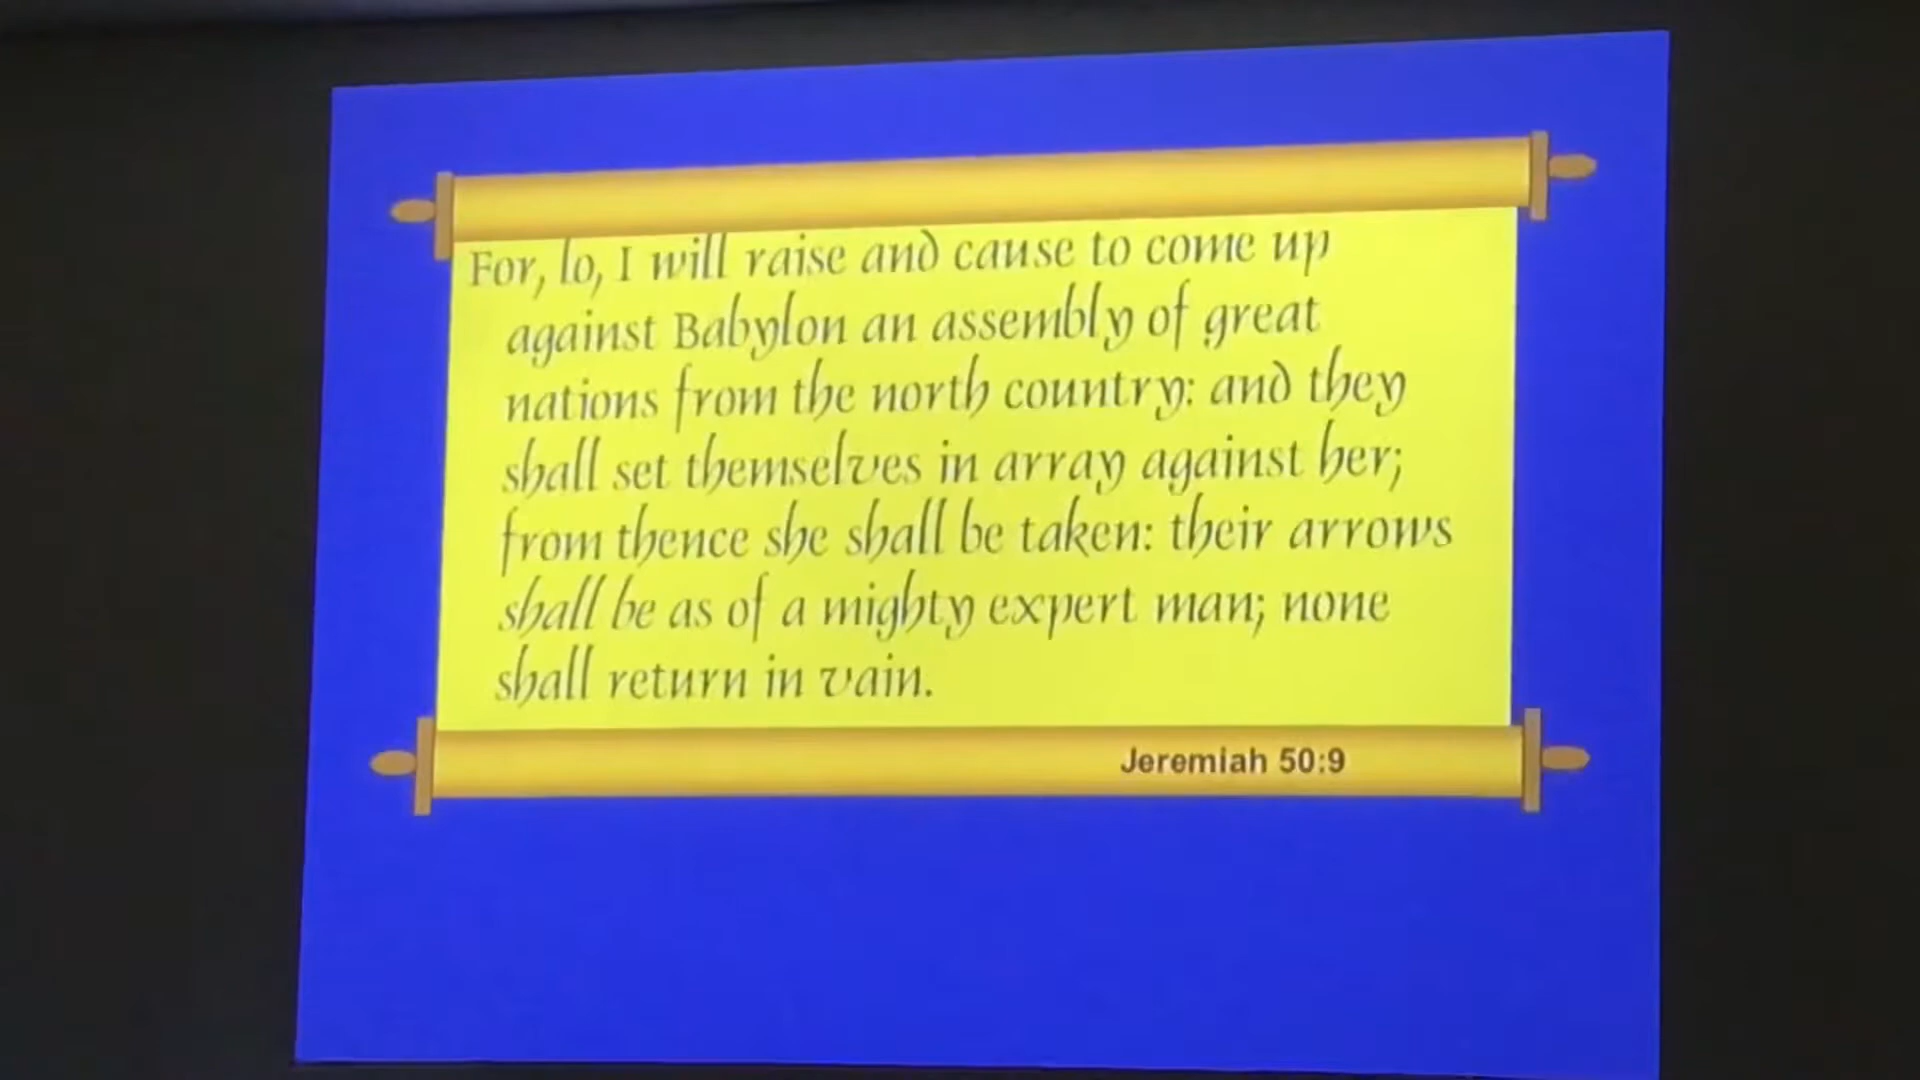 For, lo, I will raise and cause to come up
against Babylon an assembly of great
nations from the north country: and they
shall set themselves in array against her;
from thence she shall be taken: their arrows
shall be as of a mighty expert man; none
shall return in vain.
Jeremiah 50:9